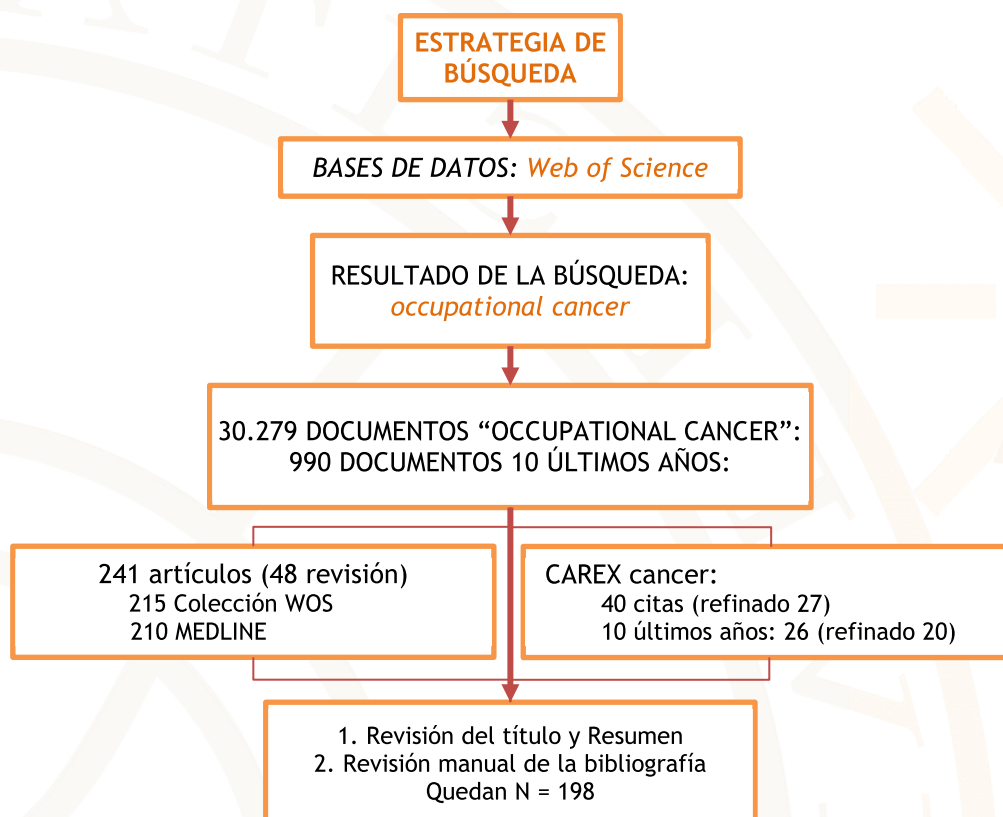 ESTRATEGIA DE
BÚSQUEDA
BASES DE DATOS: Web of Science
RESULTADO DE LA BÚSQUEDA:
occupational cancer
30.279 DOCUMENTOS “OCCUPATIONAL CANCER”:
990 DOCUMENTOS 10 ÚLTIMOS AÑOS:
241 artículos (48 revisión)
215 Colección WOS
210 MEDLINE
CAREX cancer:
40 citas (refinado 27)
10 últimos años: 26 (refinado 20)
1. Revisión del título y Resumen
2. Revisión manual de la bibliografía
Quedan N = 198